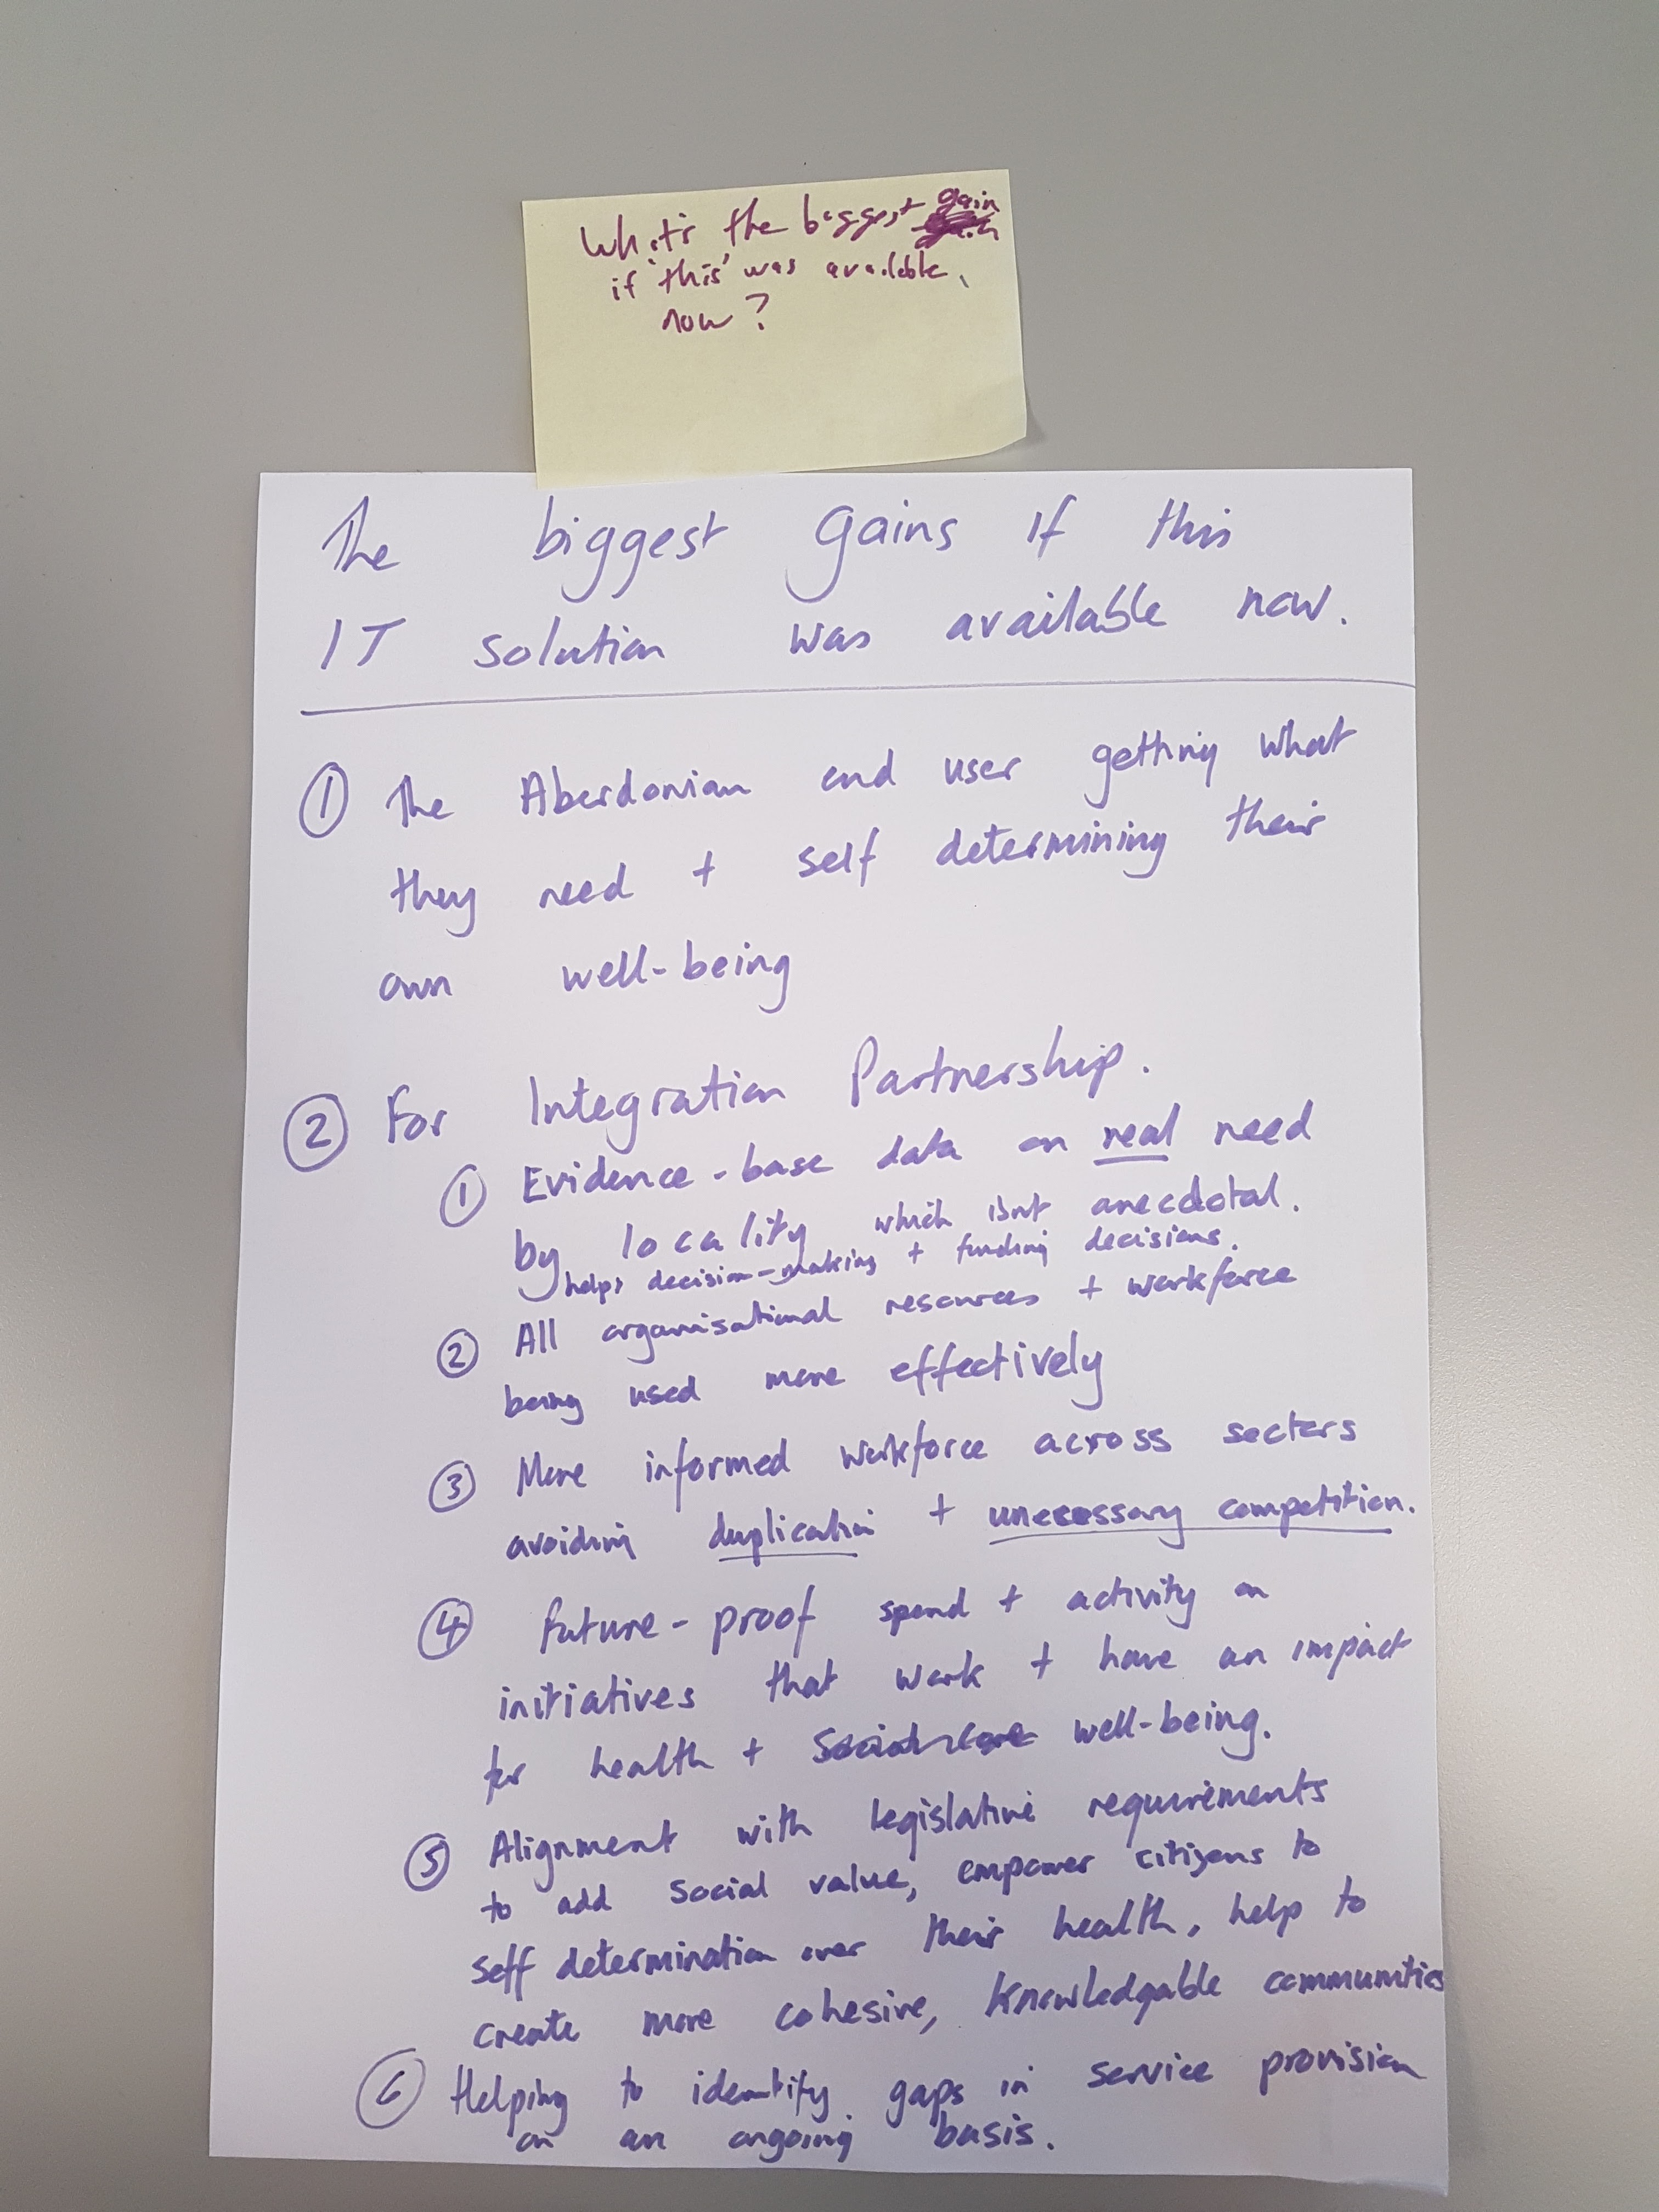 What's the biggest gain
if 'this' was available
now?
The biggest gains if this
IT solution was available now.
① The Aberdonian end user getting what
they need + self determining their
own well-being
② For Integration Partnership.
① Evidence-base data on real need
by locality which isn't anecdotal.
helps decision-making + funding decisions.
② All organisational resources + workforce
being used more effectively
③ More informed workforce across sectors
avoiding duplication + unecessary competition.
④ Future-proof spend + activity on
initiatives that work + have an impact
for health + social care well-being.
⑤ Alignment with legislative requirements
to add social value, empower citizens to
self determination over their health, help to
create more cohesive, knowledgable communities
⑥ Helping to identify gaps in service provision
on an ongoing basis.